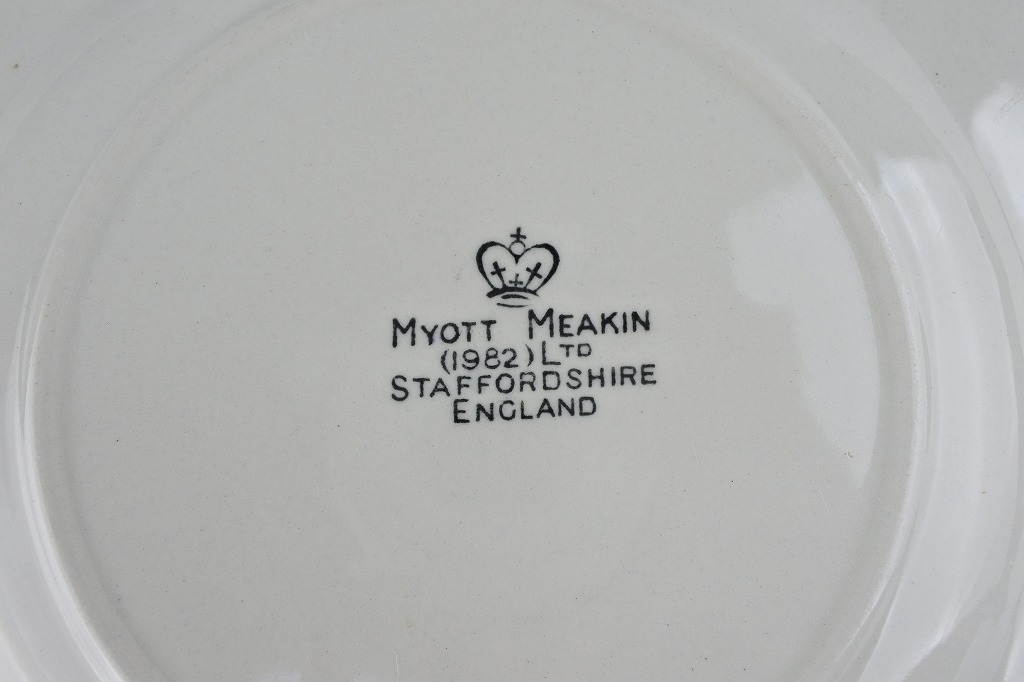 MYOTT MEAKIN
(1982) LTD
STAFFORDSHIRE
ENGLAND